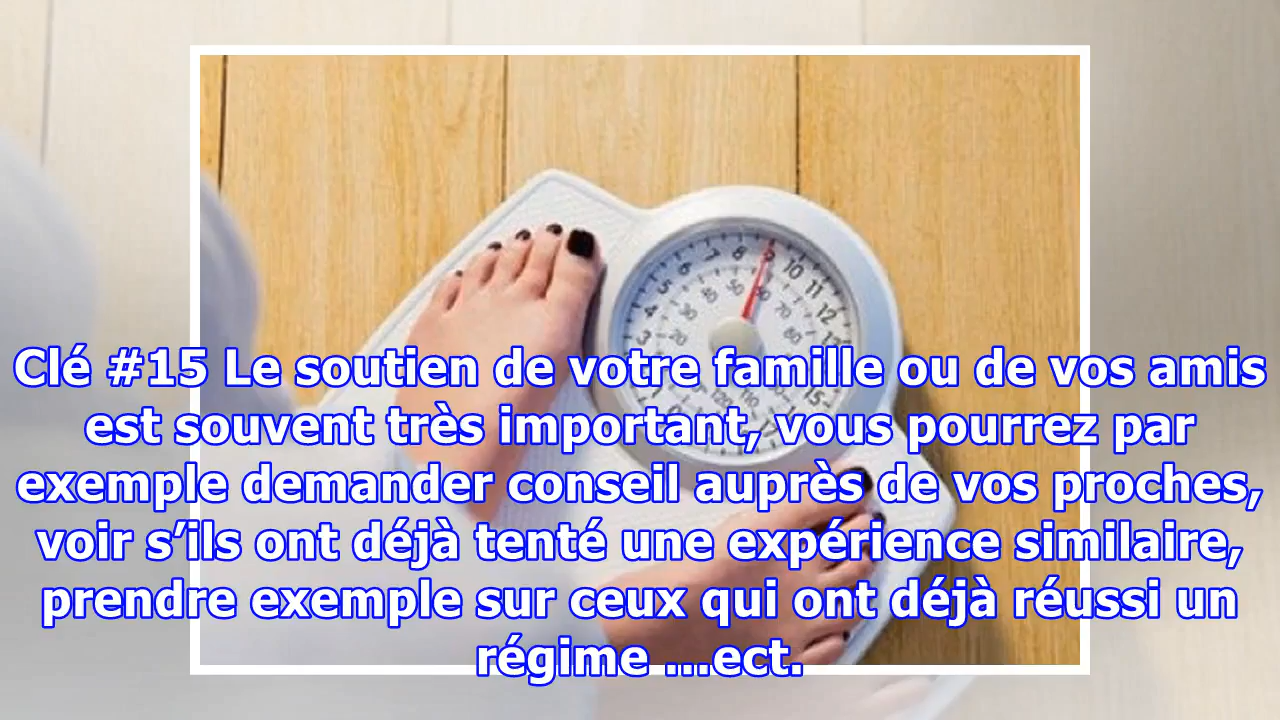 Clé #15 Le soutien de votre famille ou de vos amis
est souvent très important, vous pourrez par
exemple demander conseil auprès de vos proches,
voir s’ils ont déjà tenté une expérience similaire,
prendre exemple sur ceux qui ont déjà réussi un
régime ...ect.